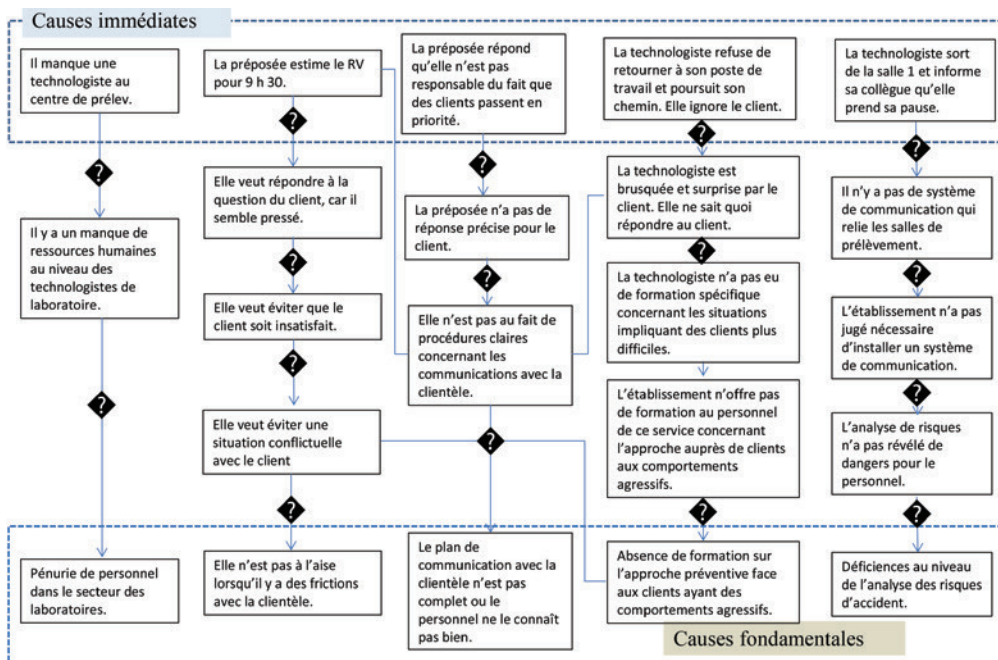 Causes immédiates
Il manque une
technologiste au
centre de prélev.
?
Il y a un manque de
ressources humaines
au niveau des
technologistes de
laboratoire.
?
Pénurie de personnel
dans le secteur des
laboratoires.
La préposée estime le RV
pour 9 h 30.
?
Elle veut répondre à la
question du client, car il
semble pressé.
?
Elle veut éviter que le
client soit insatisfait.
?
Elle veut éviter une
situation conflictuelle
avec le client
?
Elle n’est pas à l’aise
lorsqu’il y a des frictions
avec la clientèle.
La préposée répond
qu’elle n’est pas
responsable du fait que
des clients passent en
priorité.
?
La préposée n’a pas de
réponse précise pour le
client.
?
Elle n’est pas au fait de
procédures claires
concernant les
communications avec la
clientèle.
?
Le plan de
communication avec la
clientèle n’est pas
complet ou le
personnel ne le connaît
pas bien.
La technologiste refuse de
retourner à son poste de
travail et poursuit son
chemin. Elle ignore le client.
?
La technologiste est
brusquée et surprise par le
client. Elle ne sait quoi
répondre au client.
?
La technologiste n’a pas eu
de formation spécifique
concernant les situations
impliquant des clients plus
difficiles.
?
L’établissement n’offre pas
de formation au personnel
de ce service concernant
l’approche auprès de clients
aux comportements
agressifs.
?
Absence de formation sur
l’approche préventive face
aux clients ayant des
comportements agressifs.
La technologiste sort
de la salle 1 et informe
sa collègue qu’elle
prend sa pause.
?
Il n’y a pas de système
de communication qui
relie les salles de
prélèvement.
?
L’établissement n’a pas
jugé nécessaire
d’installer un système
de communication.
?
L’analyse de risques
n’a pas révélé de
dangers pour le
personnel.
?
Déficiences au niveau
de l’analyse des risques
d’accident.
Causes fondamentales